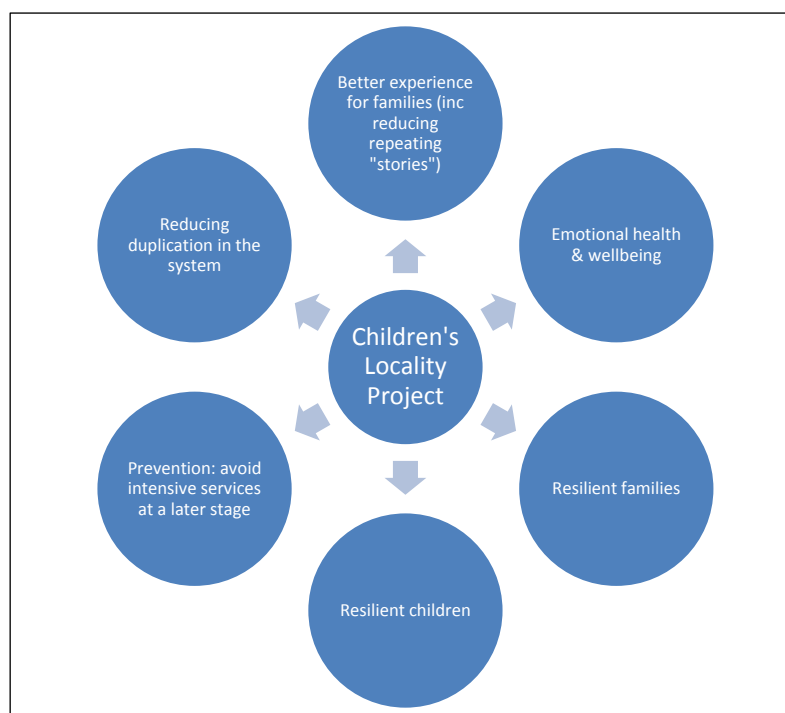 Better experience
for families (inc
reducing
repeating
"stories")
Emotional health
& wellbeing
Resilient families
Resilient children
Prevention: avoid
intensive services
at a later stage
Reducing
duplication in the
system
Children's
Locality
Project